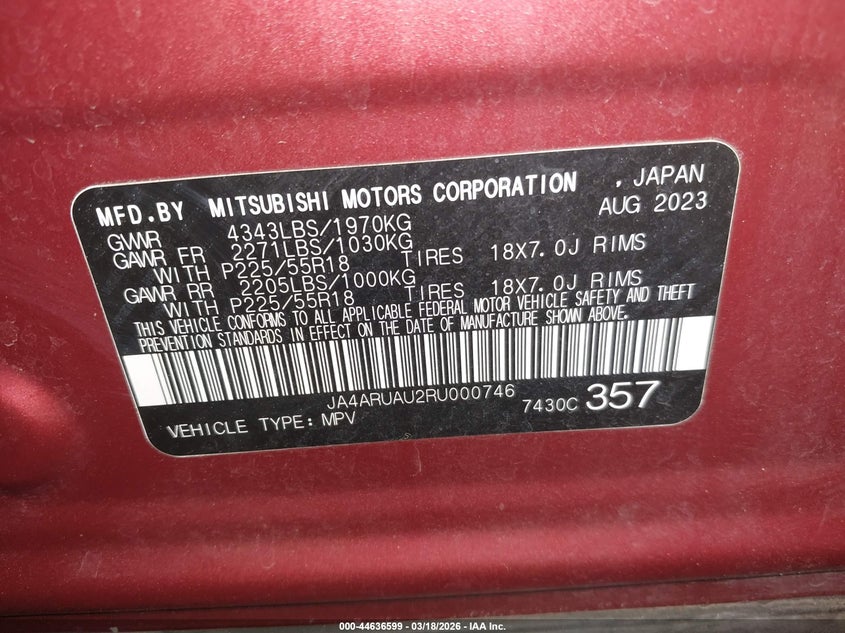 MFD.BY MITSUBISHI MOTORS CORPORATION , JAPAN
GWWR 4343LBS/1970KG AUG 2023
GAWR FR 2271LBS/1030KG
WITH P225/55R18 TIRES 18X7.0J RIMS
GAWR RR 2205LBS/1000KG
WITH P225/55R18 TIRES 18X7.0J RIMS
THIS VEHICLE CONFORMS TO ALL APPLICABLE FEDERAL MOTOR VEHICLE SAFETY AND THEFT
PREVENTION STANDARDS IN EFFECT ON THE DATE OF MANUFACTURE SHOWN ABOVE.
JA4ARUAU2RU000746
VEHICLE TYPE: MPV 7430C 357
000-44636599 — 03/18/2026 — IAA Inc.